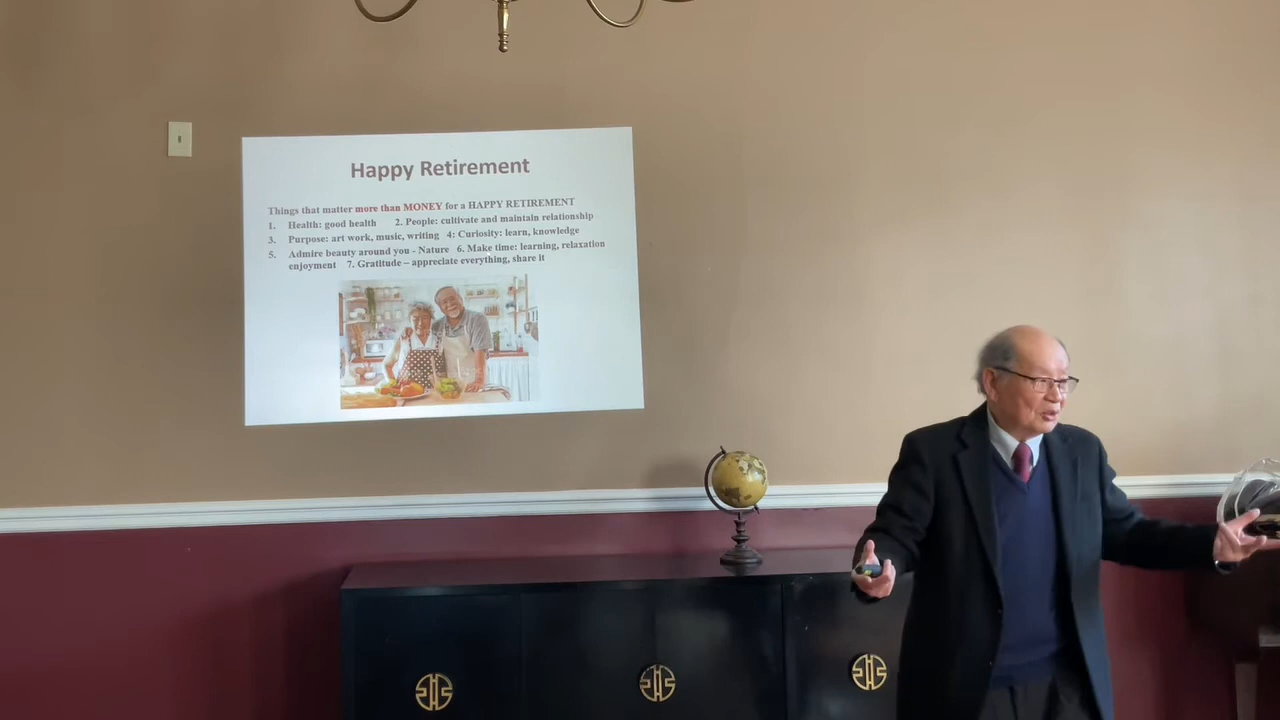 Happy Retirement
Things that matter more than MONEY for a HAPPY RETIREMENT
1. Health: good health 2. People: cultivate and maintain relationship
3. Purpose: art work, music, writing 4: Curiosity: learn, knowledge
5. Admire beauty around you - Nature 6. Make time: learning, relaxation
enjoyment 7. Gratitude – appreciate everything, share it